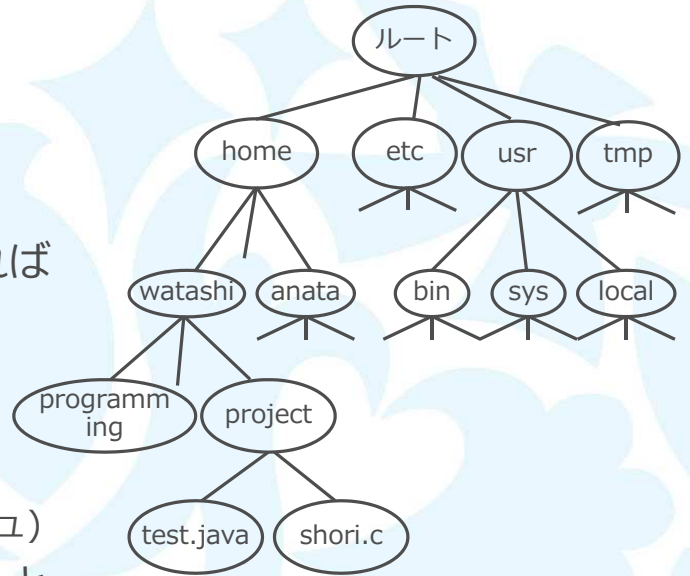 ルート
home
etc
usr
tmp
れば
watashi
anata
bin
sys
local
programm
ing
project
ュ)
test.java
shori.c